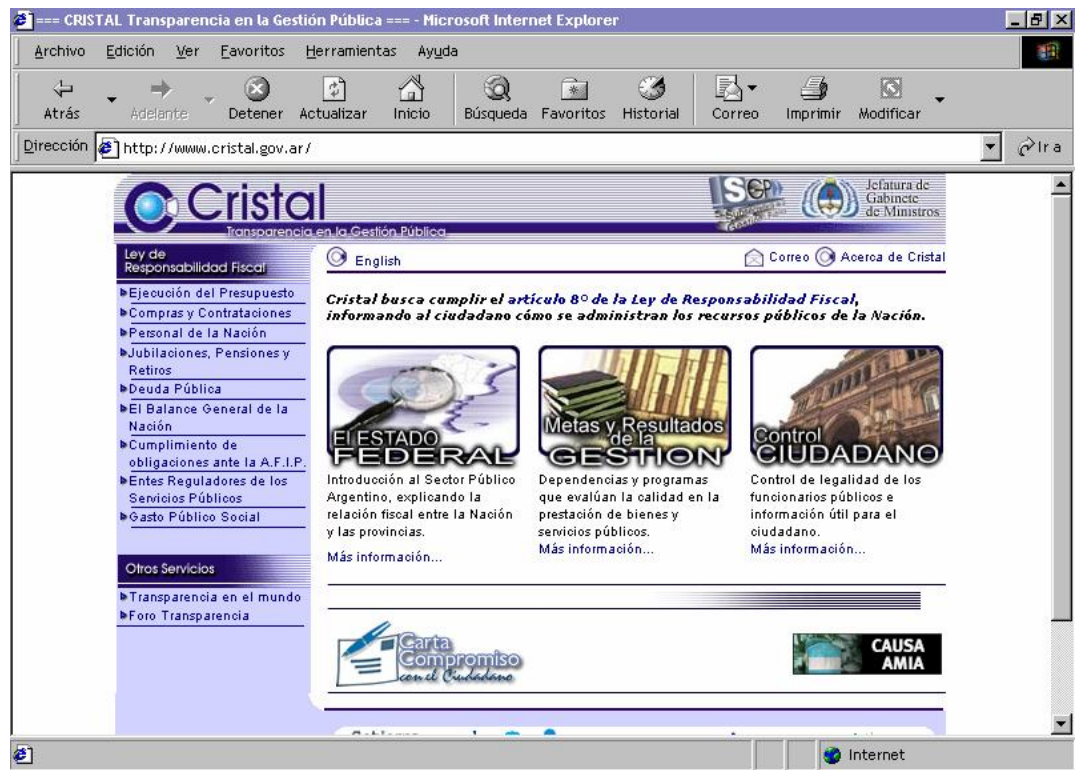 === CRISTAL Transparencia en la Gestión Pública === - Microsoft Internet Explorer
Archivo Edición Ver Favoritos Herramientas Ayuda
Atrás Adelante Detener Actualizar Inicio Búsqueda Favoritos Historial Correo Imprimir Modificar
Dirección http://www.cristal.gov.ar/ Ir a
Cristal
Transparencia en la Gestión Pública
SGP
Jefatura de
Gabinete
de Ministros
Ley de
Responsabilidad Fiscal
Ejecución del Presupuesto
Compras y Contrataciones
Personal de la Nación
Jubilaciones, Pensiones y
Retiros
Deuda Pública
El Balance General de la
Nación
Cumplimiento de
obligaciones ante la A.F.I.P.
Entes Reguladores de los
Servicios Públicos
Gasto Público Social
Otros Servicios
Transparencia en el mundo
Foro Transparencia
English Correo Acerca de Cristal
Cristal busca cumplir el artículo 8º de la Ley de Responsabilidad Fiscal,
informando al ciudadano cómo se administran los recursos públicos de la Nación.
El ESTADO
FEDERAL
Introducción al Sector Público
Argentino, explicando la
relación fiscal entre la Nación
y las provincias.
Más información...
Metas y Resultados
de la
GESTION
Dependencias y programas
que evalúan la calidad en la
prestación de bienes y
servicios públicos.
Más información...
Control
CIUDADANO
Control de legalidad de los
funcionarios públicos e
información útil para el
ciudadano.
Más información...
Carta
Compromiso
con el Ciudadano
CAUSA
AMIA
Internet